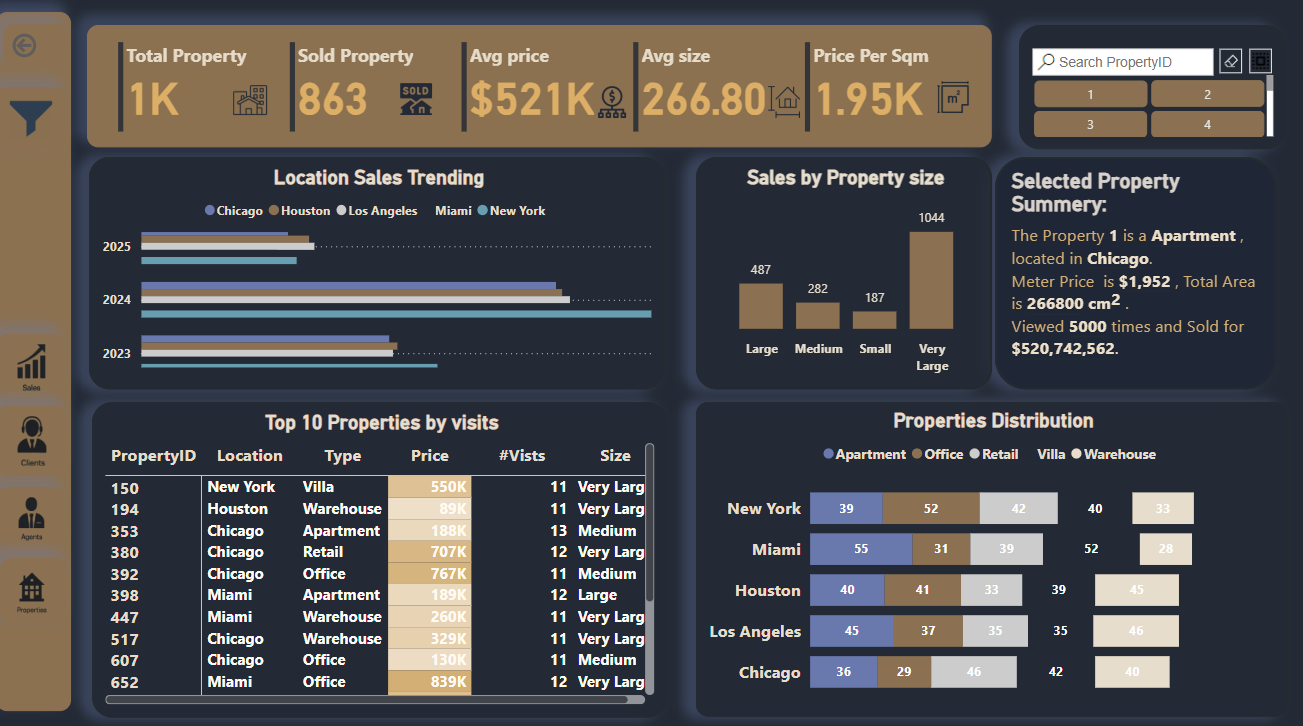 Total Property
1K
Sold Property
863
SOLD
Avg price
$521K
$
Avg size
266.80
Price Per Sqm
1.95K
m²
Search PropertyID
1 2
3 4
Location Sales Trending
Chicago Houston Los Angeles Miami New York
2025
2024
2023
Sales by Property size
487 282 187 1044
Large Medium Small Very
Large
Selected Property
Summery:
The Property 1 is a Apartment ,
located in Chicago.
Meter Price is $1,952 , Total Area
is 266800 cm² .
Viewed 5000 times and Sold for
$520,742,562.
Sales
Clients
Agents
Properties
Top 10 Properties by visits
PropertyID Location Type Price #Vists Size
150 New York Villa 550K 11 Very Larg
194 Houston Warehouse 89K 11 Very Larg
353 Chicago Apartment 188K 13 Medium
380 Chicago Retail 707K 12 Very Larg
392 Chicago Office 767K 11 Medium
398 Miami Apartment 189K 12 Large
447 Miami Warehouse 260K 11 Very Larg
517 Chicago Warehouse 329K 11 Very Larg
607 Chicago Office 130K 11 Medium
652 Miami Office 839K 12 Very Larg
Properties Distribution
Apartment Office Retail Villa Warehouse
New York 39 52 42 40 33
Miami 55 31 39 52 28
Houston 40 41 33 39 45
Los Angeles 45 37 35 35 46
Chicago 36 29 46 42 40